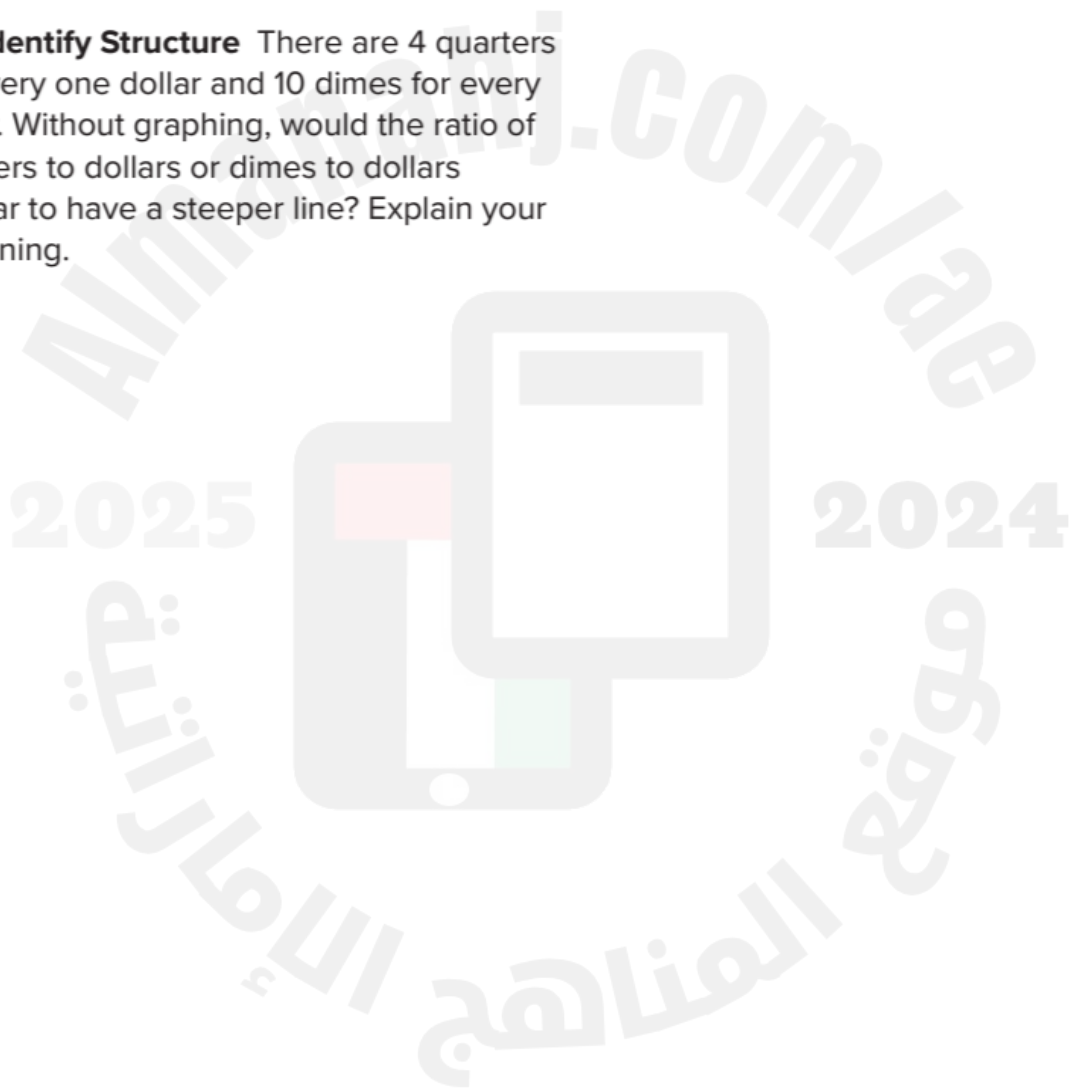 dentify Structure There are 4 quarters
ery one dollar and 10 dimes for every
. Without graphing, would the ratio of
ers to dollars or dimes to dollars
ar to have a steeper line? Explain your
ning.
Almanahj.com/ae
2025 2024
موقع المناهج الإماراتية